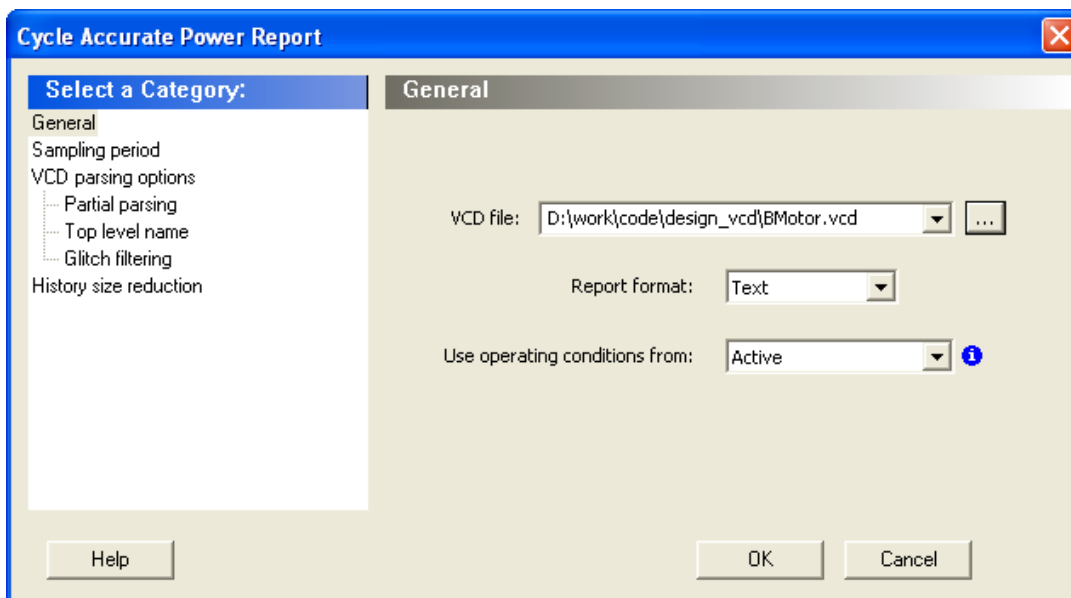 Cycle Accurate Power Report
Select a Category:
General
Sampling period
VCD parsing options
Partial parsing
Top level name
Glitch filtering
History size reduction
General
VCD file: D:\work\code\design_vcd\BMotor.vcd ...
Report format: Text
Use operating conditions from: Active
Help OK Cancel